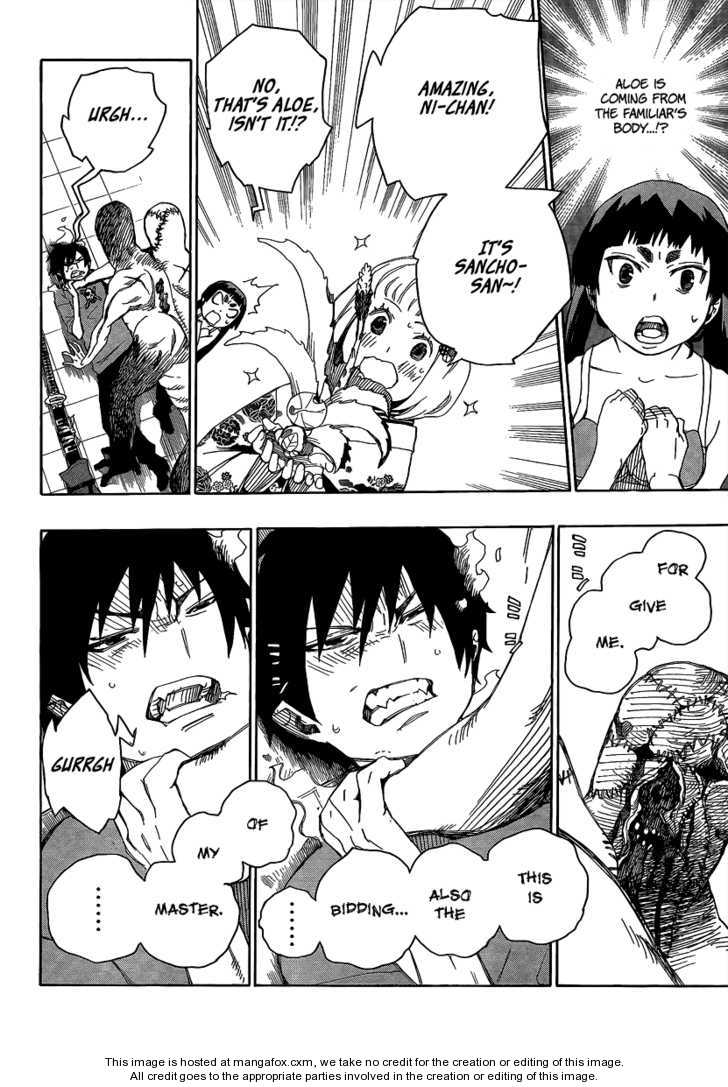 ALOE IS
COMING FROM
THE FAMILIAR'S
BODY...!?
AMAZING,
NI-CHAN!
IT'S
SANCHO-
SAN~!
NO,
THAT'S ALOE,
ISN'T IT!?
URGH...
FOR
GIVE
ME.
THIS
IS
ALSO
THE
BIDDING...
......
OF
MY
MASTER.
......
GURRGH
This image is hosted at mangafox.cxm, we take no credit for the creation or editing of this image.
All credit goes to the appropriate parties involved in the creation or editing of this image.